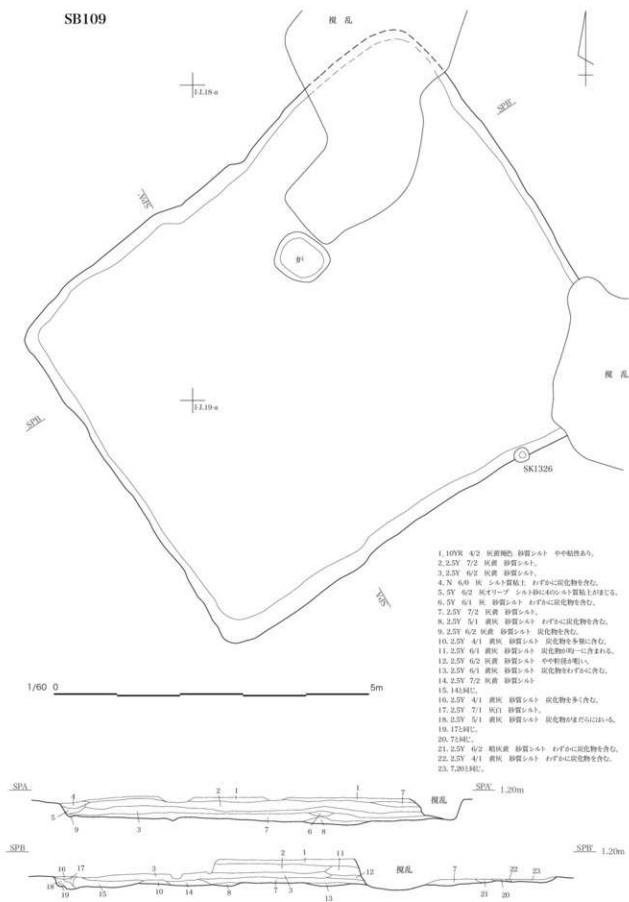 SB109
攪乱
I-L18-a
SPB'
SPA'
炉1
I-L19-a
攪乱
SPB
SK1326
SPA
1. 10YR 4/2 灰黄褐色 砂質シルト やや粘性あり。
2. 2.5Y 7/2 灰黄 砂質シルト。
3. 2.5Y 6/2 灰黄 砂質シルト。
4. N 6/0 灰 シルト質粘土 わずかに炭化物を含む。
5. 5Y 6/2 灰オリーブ シルト砂に4のシルト質粘土がまじる。
6. 5Y 6/1 灰 砂質シルト わずかに炭化物を含む。
7. 2.5Y 7/2 灰黄 砂質シルト。
8. 2.5Y 5/1 黄灰 砂質シルト わずかに炭化物を含む。
9. 2.5Y 6/2 灰黄 砂質シルト 炭化物を含む。
10. 2.5Y 4/1 黄灰 砂質シルト 炭化物を多量に含む。
11. 2.5Y 6/1 黄灰 砂質シルト 炭化物が均一に含まれる。
12. 2.5Y 6/2 灰黄 砂質シルト やや粒径が粗い。
13. 2.5Y 6/1 黄灰 砂質シルト 炭化物をわずかに含む。
14. 2.5Y 7/2 灰黄 砂質シルト
15. 14と同じ。
16. 2.5Y 4/1 黄灰 砂質シルト 炭化物を多く含む。
17. 2.5Y 7/1 灰白 砂質シルト。
18. 2.5Y 5/1 黄灰 砂質シルト 炭化物がまだらにはいる。
19. 17と同じ。
20. 7と同じ。
21. 2.5Y 6/2 暗灰黄 砂質シルト わずかに炭化物を含む。
22. 2.5Y 4/1 黄灰 砂質シルト わずかに炭化物を含む。
23. 7,20と同じ。
1/60 0 5m
SPA SPA' 1.20m
4 2 1 1 7 攪乱
5 9 3 7 6 8
SPB SPB' 1.20m
16 17 3 2 1 11 12 攪乱 7 22 23
18 19 15 10 14 8 7 3 13 21 20